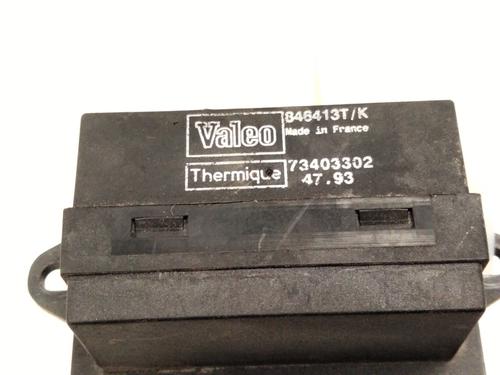 Valeo
846413T/K
Made in France
Thermique
73403302
47.93